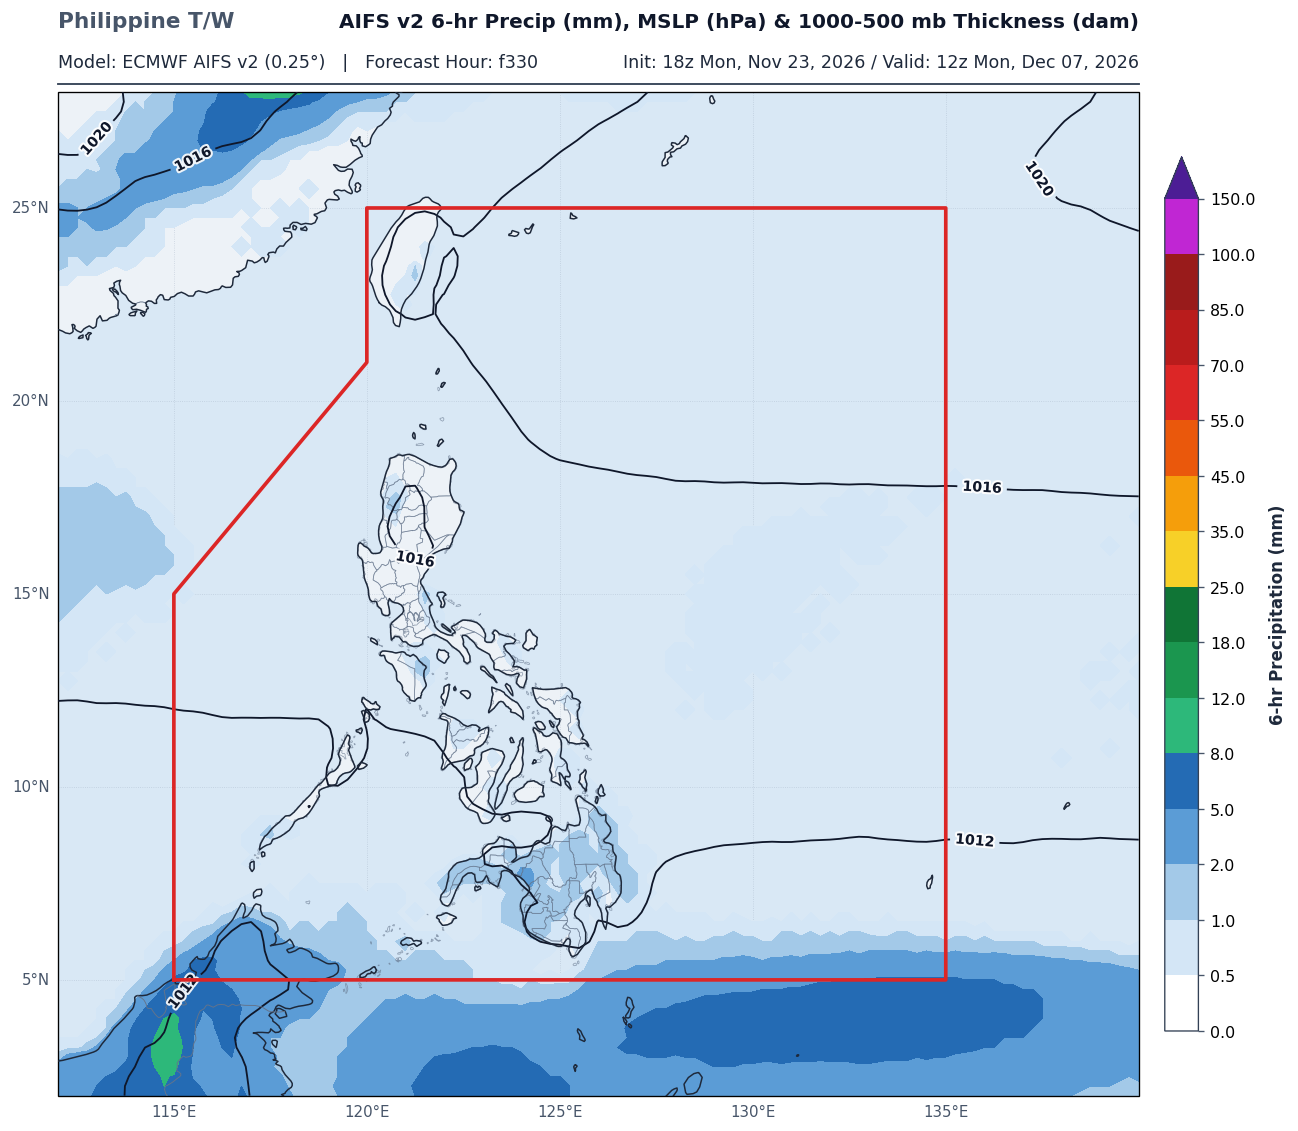 Philippine T/W
AIFS v2 6-hr Precip (mm), MSLP (hPa) & 1000-500 mb Thickness (dam)
Model: ECMWF AIFS v2 (0.25°) | Forecast Hour: f330
Init: 18z Mon, Nov 23, 2026 / Valid: 12z Mon, Dec 07, 2026
1020
1016
1020
25°N
20°N
1016
1016
15°N
10°N
1012
5°N
1012
115°E
120°E
125°E
130°E
135°E
150.0
100.0
85.0
70.0
55.0
45.0
35.0
25.0
18.0
12.0
8.0
5.0
2.0
1.0
0.5
0.0
6-hr Precipitation (mm)